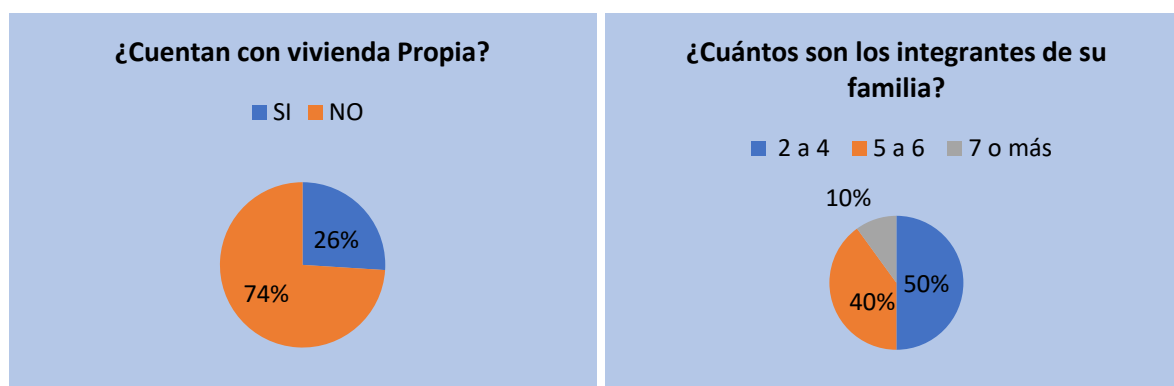 ¿Cuentan con vivienda Propia?
SI NO
26%
74%
¿Cuántos son los integrantes de su
familia?
2 a 4 5 a 6 7 o más
10%
50%
40%